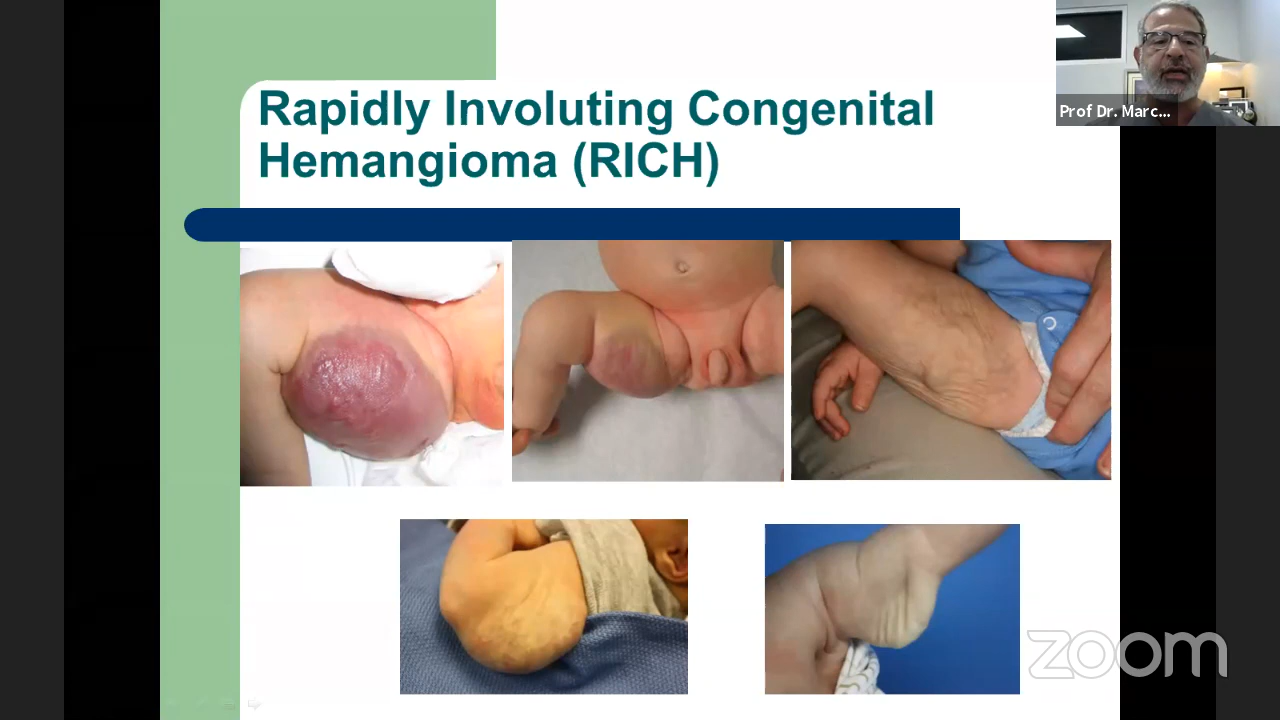 Rapidly Involuting Congenital
Hemangioma (RICH)
Prof Dr. Marc...
zoom